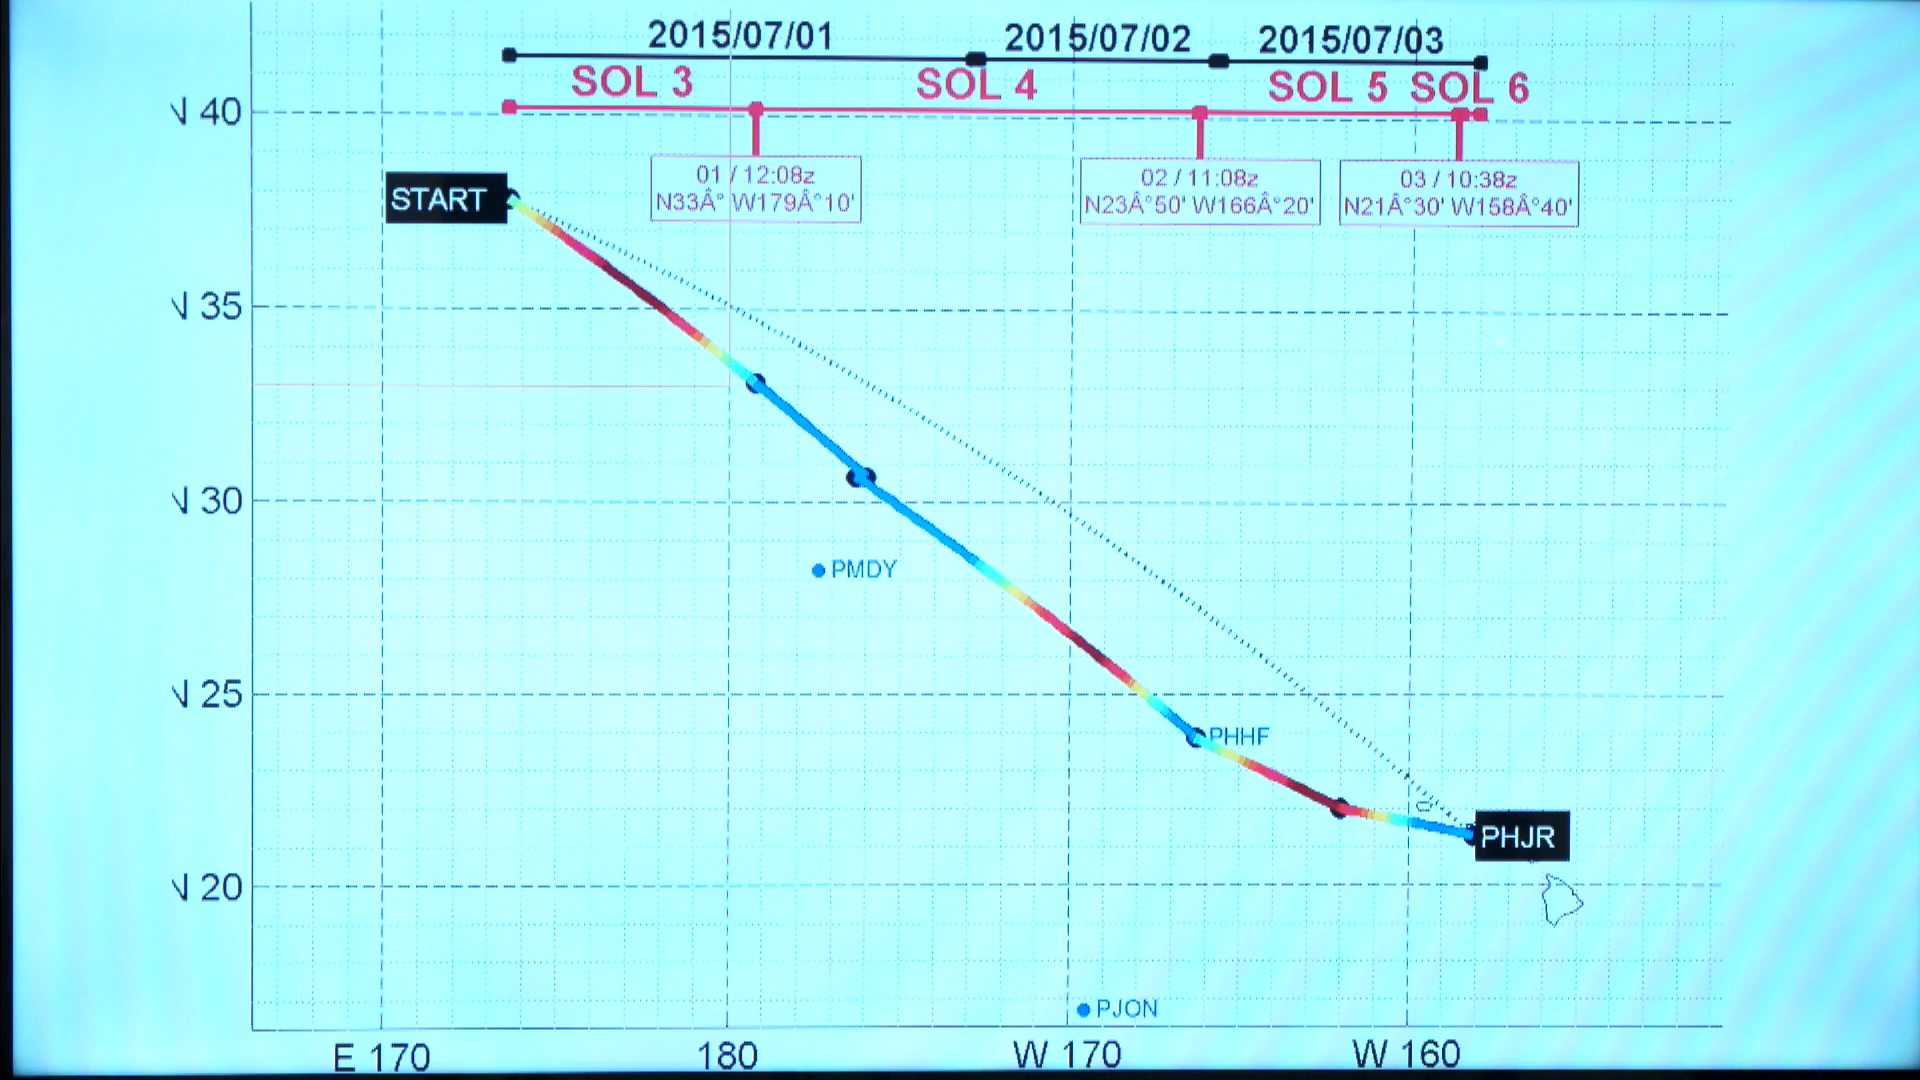 2015/07/01 2015/07/02 2015/07/03
SOL 3 SOL 4 SOL 5 SOL 6
N 40
01 / 12:08z
N33Â° W179Â°10'
02 / 11:08z
N23Â°50' W166Â°20'
03 / 10:38z
N21Â°30' W158Â°40'
START
N 35
N 30
PMDY
N 25
PHHF
PHJR
N 20
PJON
E 170 180 W 170 W 160